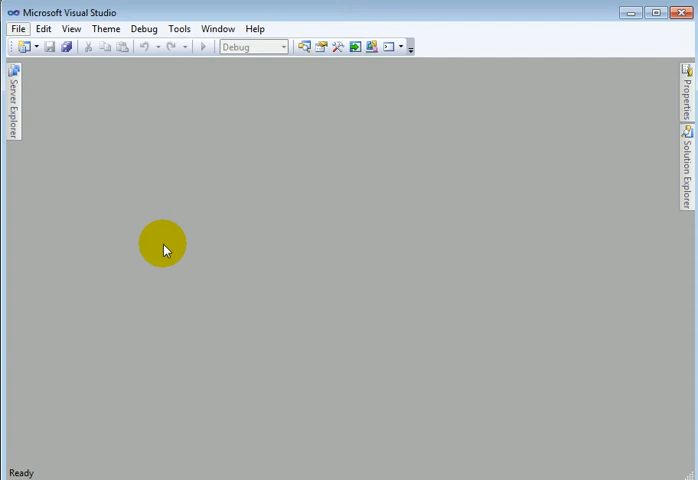 Microsoft Visual Studio
File Edit View Theme Debug Tools Window Help
Debug
Server Explorer
Properties
Solution Explorer
Ready